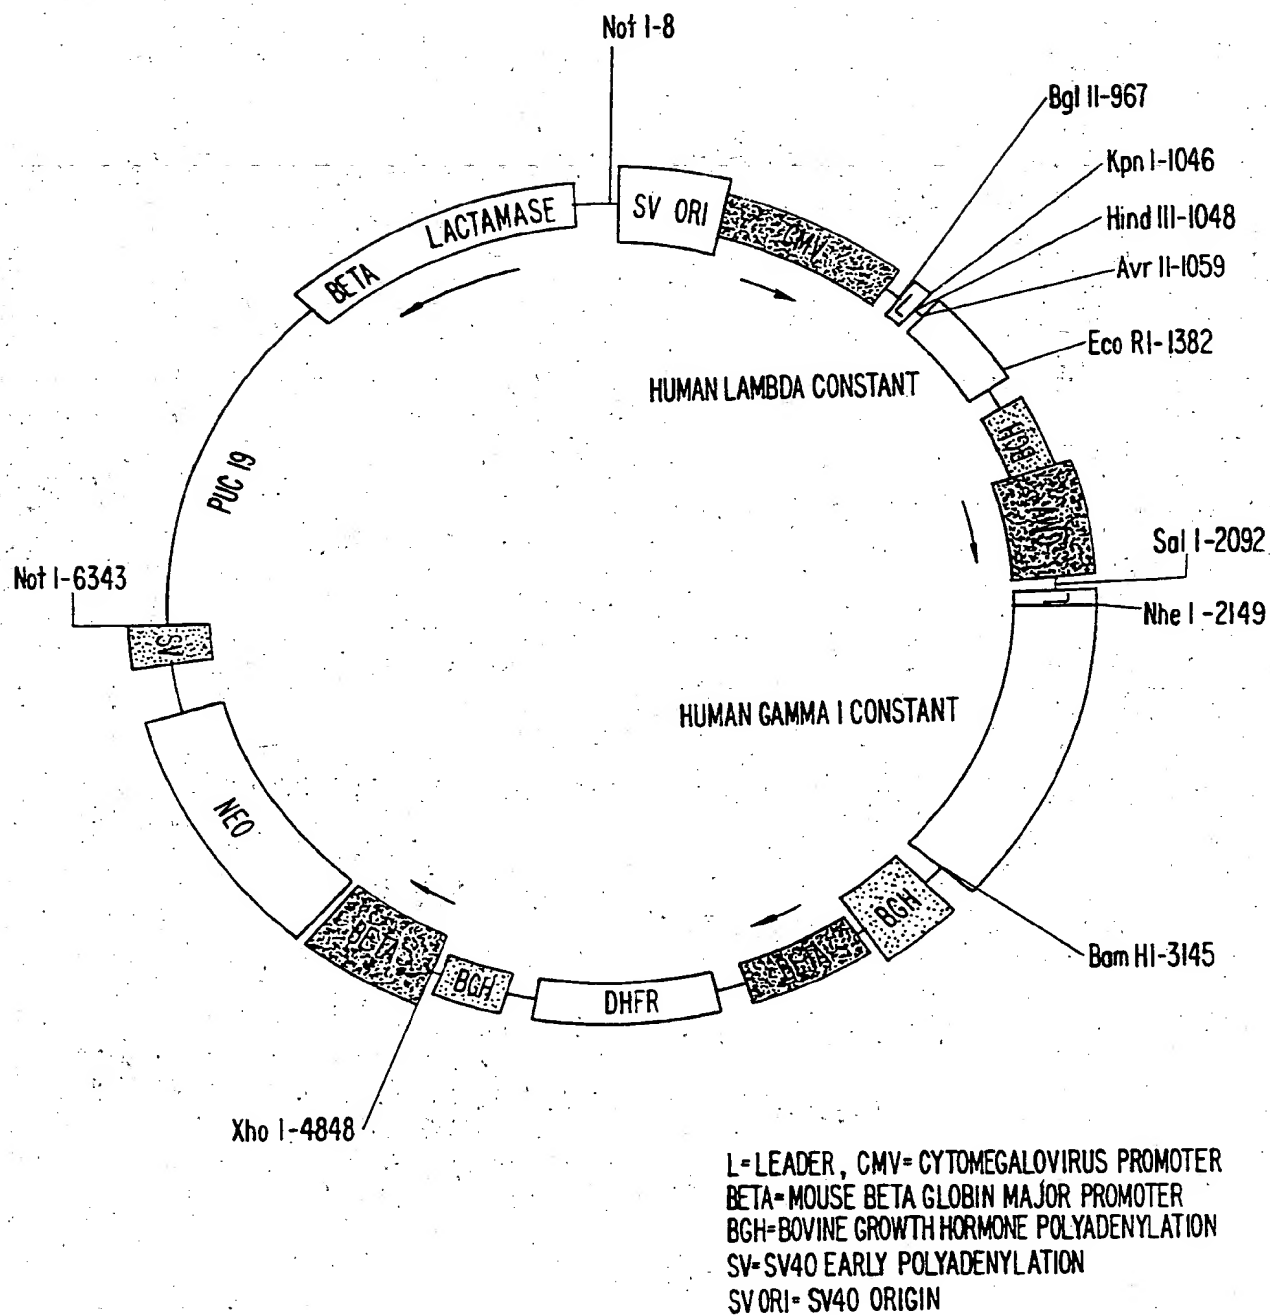 Not I-8
Bgl II-967
Kpn I-1046
Hind III-1048
Avr II-1059
Eco RI-1382
SV ORI
CMV
L
LACTAMASE
BETA
HUMAN LAMBDA CONSTANT
BGH
CMV
PUC 19
Sal I-2092
Nhe I-2149
L
Not I-6343
SV
HUMAN GAMMA I CONSTANT
NEO
BGH
Bam HI-3145
BETA
BETA
BGH
DHFR
Xho I-4848
L=LEADER, CMV=CYTOMEGALOVIRUS PROMOTER
BETA=MOUSE BETA GLOBIN MAJOR PROMOTER
BGH=BOVINE GROWTH HORMONE POLYADENYLATION
SV=SV40 EARLY POLYADENYLATION
SV ORI=SV40 ORIGIN